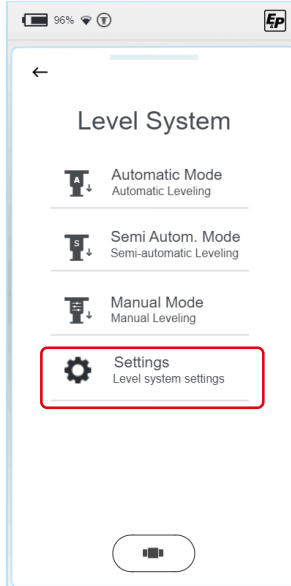 96%
EP
Level System
A
Automatic Mode
Automatic Leveling
S
Semi Autom. Mode
Semi-automatic Leveling
Manual Mode
Manual Leveling
Settings
Level system settings